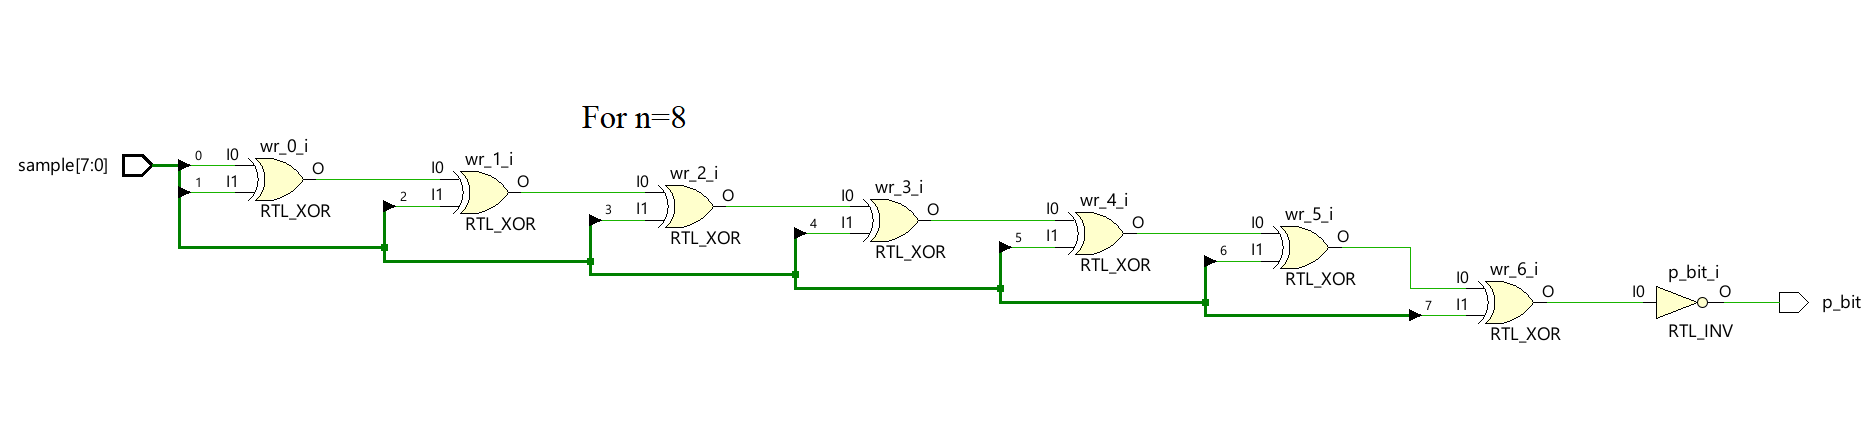 For n=8
sample[7:0]
0 I0 wr_0_i O
1 I1
RTL_XOR
I0 wr_1_i O
2 I1
RTL_XOR
I0 wr_2_i O
3 I1
RTL_XOR
I0 wr_3_i O
4 I1
RTL_XOR
I0 wr_4_i O
5 I1
RTL_XOR
I0 wr_5_i O
6 I1
RTL_XOR
I0 wr_6_i O
7 I1
RTL_XOR
I0 p_bit_i O
RTL_INV
p_bit